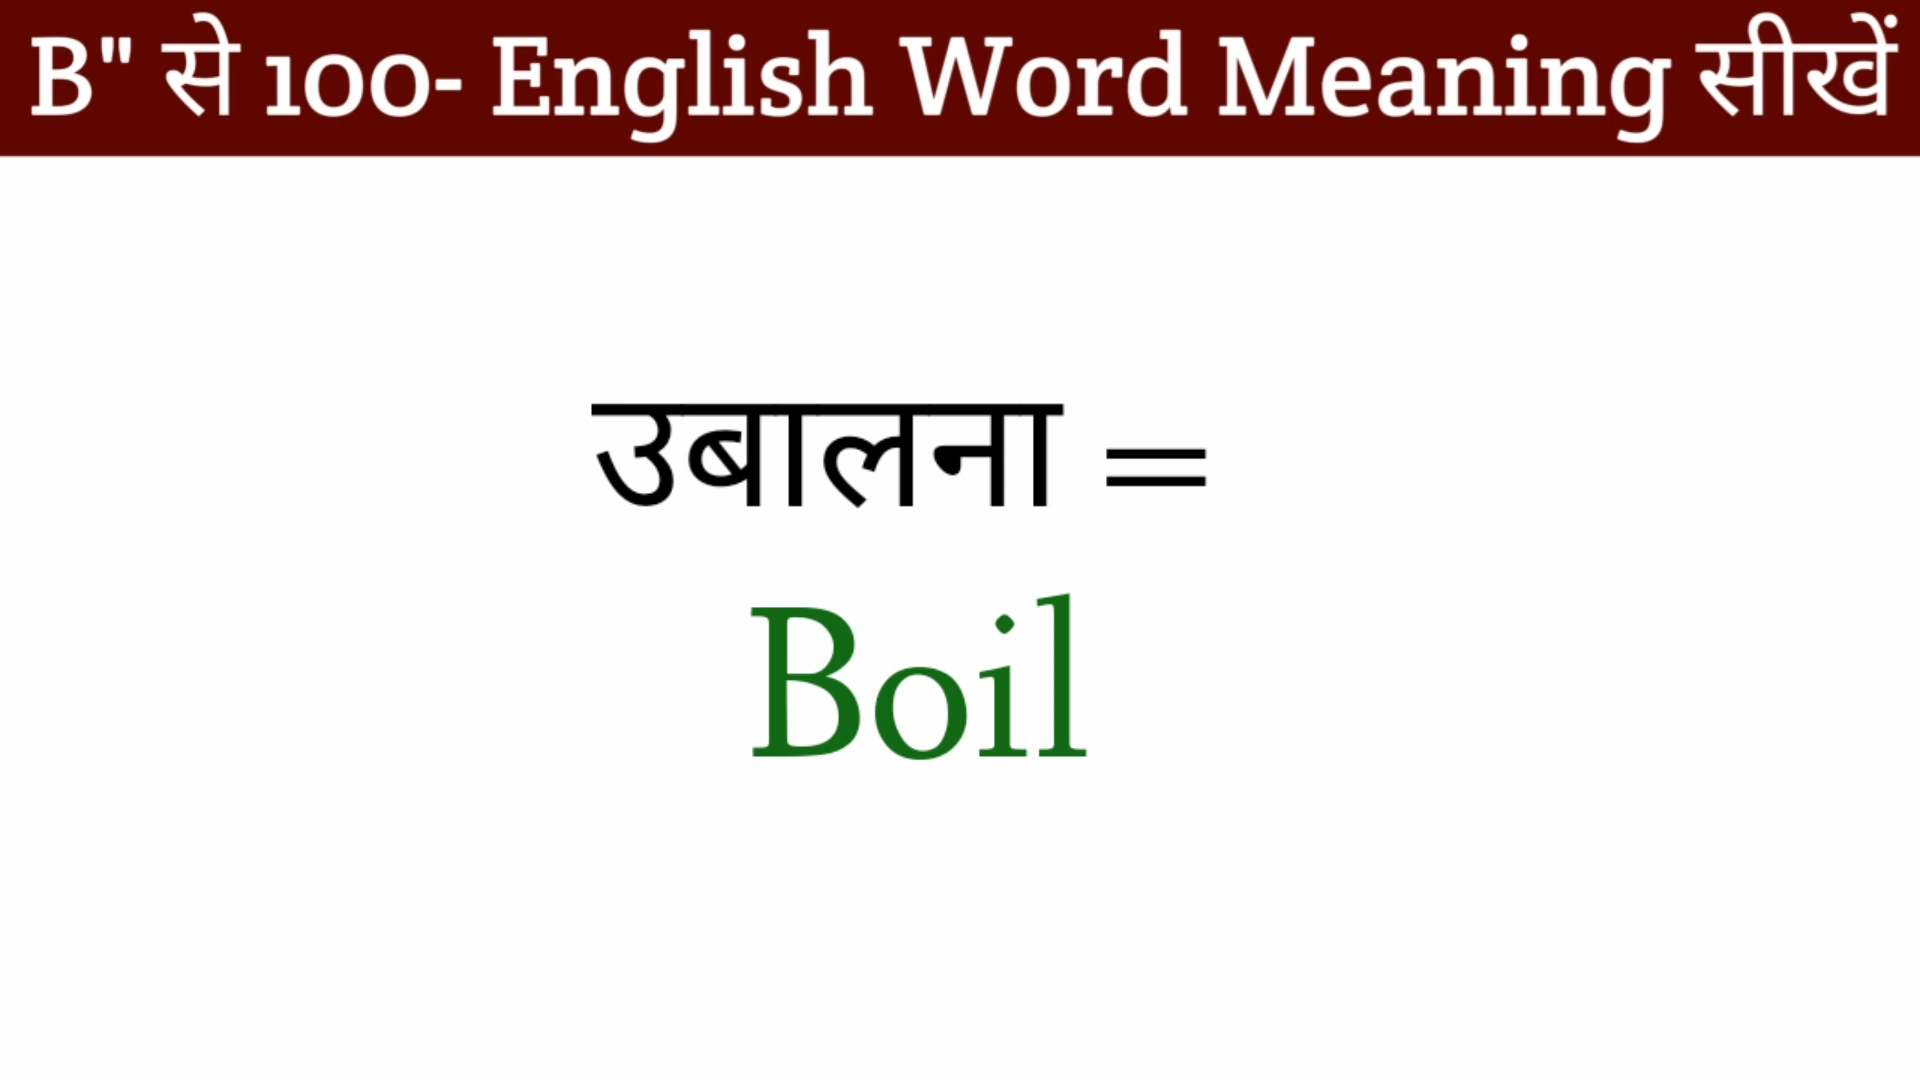 B" से 100- English Word Meaning सीखें
उबालना =
Boil